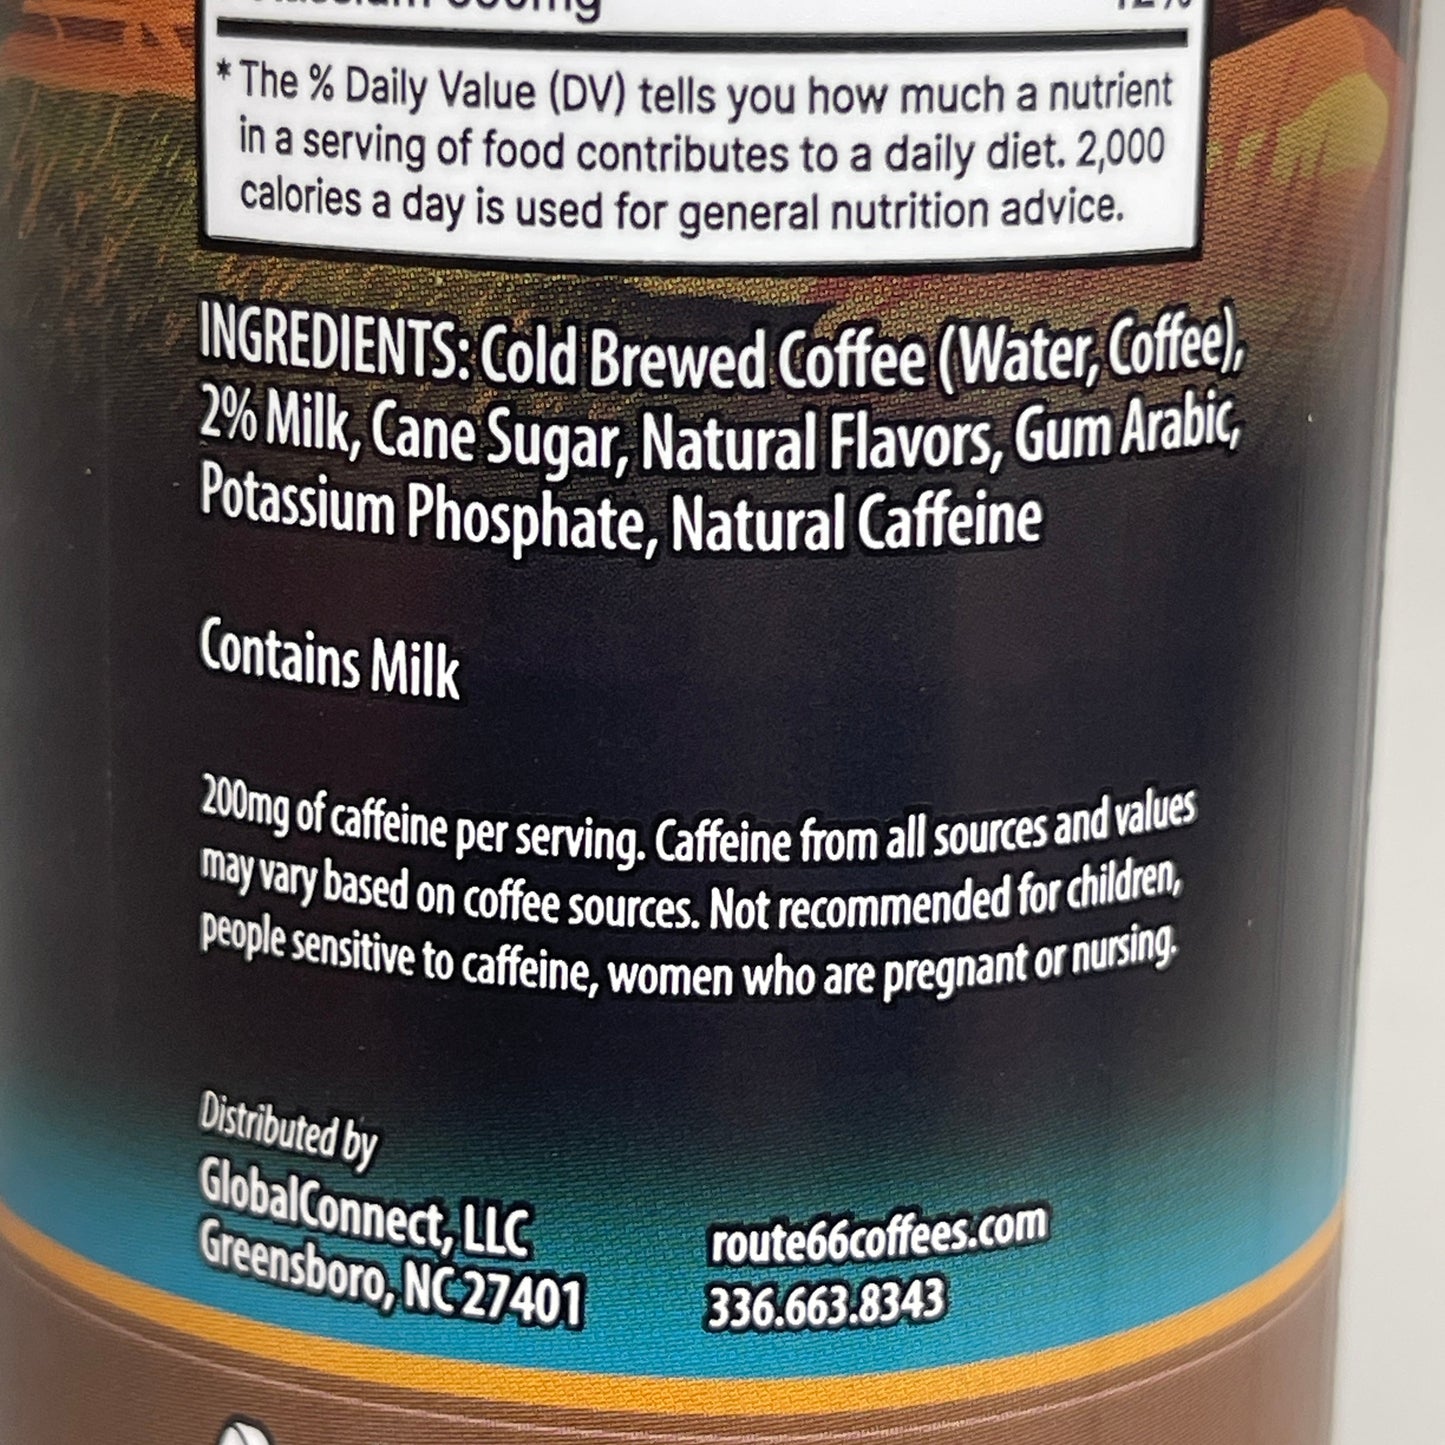 * The % Daily Value (DV) tells you how much a nutrient
in a serving of food contributes to a daily diet. 2,000
calories a day is used for general nutrition advice.
INGREDIENTS: Cold Brewed Coffee (Water, Coffee),
2% Milk, Cane Sugar, Natural Flavors, Gum Arabic,
Potassium Phosphate, Natural Caffeine
Contains Milk
200mg of caffeine per serving. Caffeine from all sources and values
may vary based on coffee sources. Not recommended for children,
people sensitive to caffeine, women who are pregnant or nursing.
Distributed by
GlobalConnect, LLC
Greensboro, NC 27401
route66coffees.com
336.663.8343